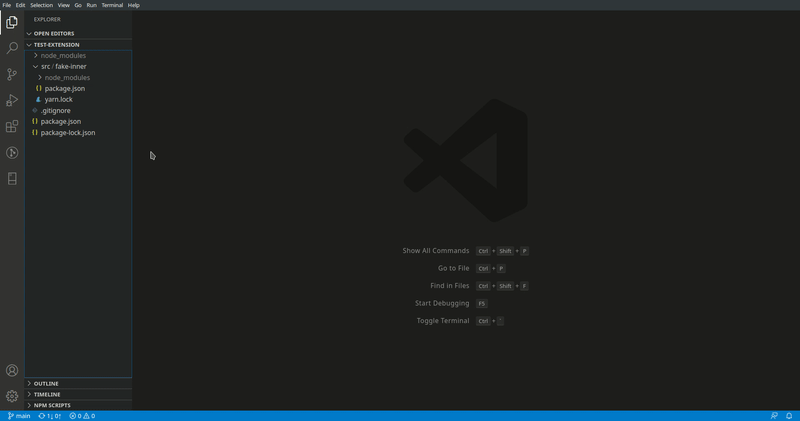 File Edit Selection View Go Run Terminal Help
EXPLORER
OPEN EDITORS
TEST-EXTENSION
node_modules
src / fake-inner
node_modules
package.json
yarn.lock
.gitignore
package.json
package-lock.json
Show All Commands Ctrl + Shift + P
Go to File Ctrl + P
Find in Files Ctrl + Shift + F
Start Debugging F5
Toggle Terminal Ctrl + `
OUTLINE
TIMELINE
NPM SCRIPTS
main 1↓ 0↑ 0 0